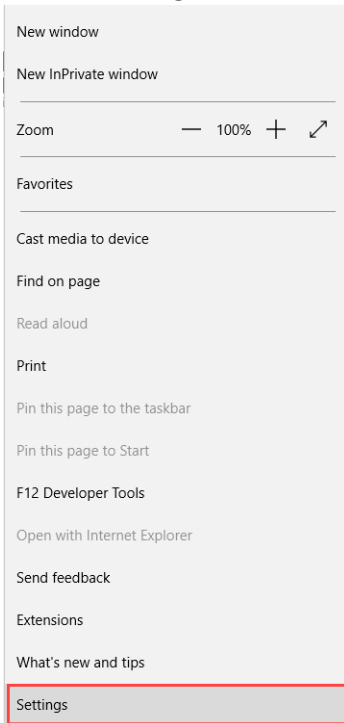 New window
New InPrivate window
Zoom — 100% +
Favorites
Cast media to device
Find on page
Read aloud
Print
Pin this page to the taskbar
Pin this page to Start
F12 Developer Tools
Open with Internet Explorer
Send feedback
Extensions
What's new and tips
Settings